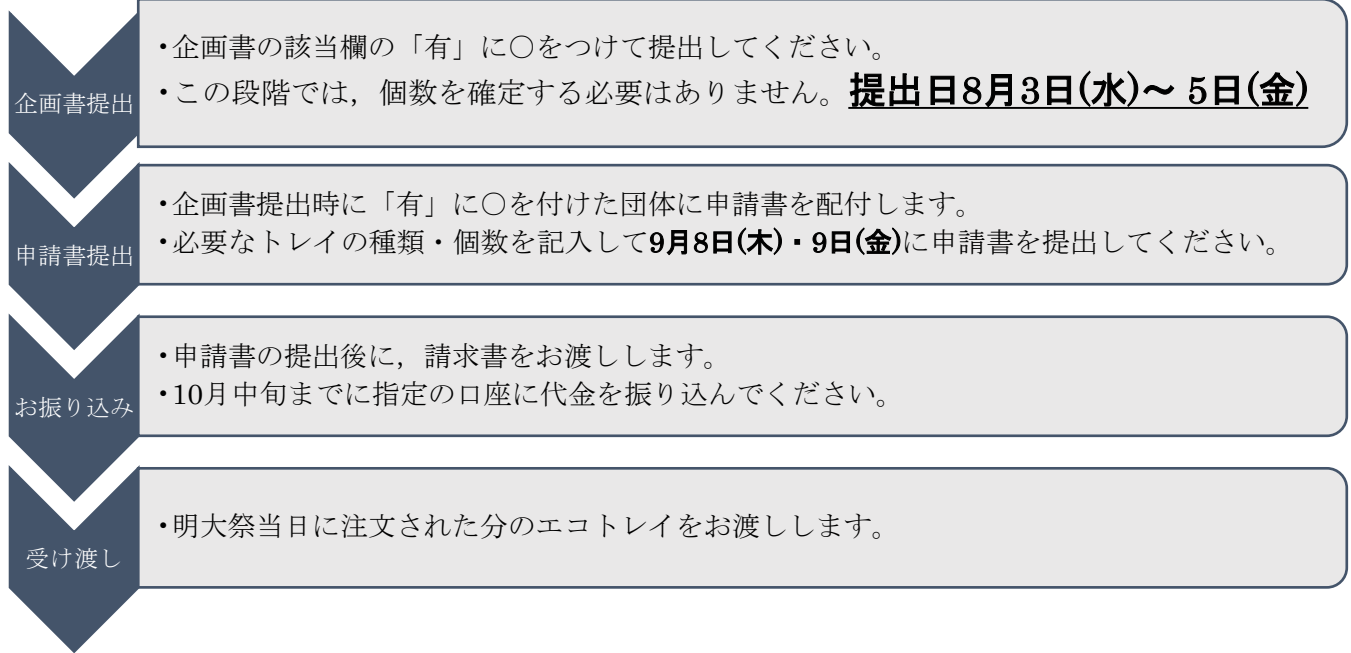 企画書提出
・企画書の該当欄の「有」に○をつけて提出してください。
・この段階では，個数を確定する必要はありません。提出日8月3日(水)～ 5日(金)
申請書提出
・企画書提出時に「有」に○を付けた団体に申請書を配付します。
・必要なトレイの種類・個数を記入して9月8日(木)・9日(金)に申請書を提出してください。
お振り込み
・申請書の提出後に，請求書をお渡しします。
・10月中旬までに指定の口座に代金を振り込んでください。
受け渡し
・明大祭当日に注文された分のエコトレイをお渡しします。